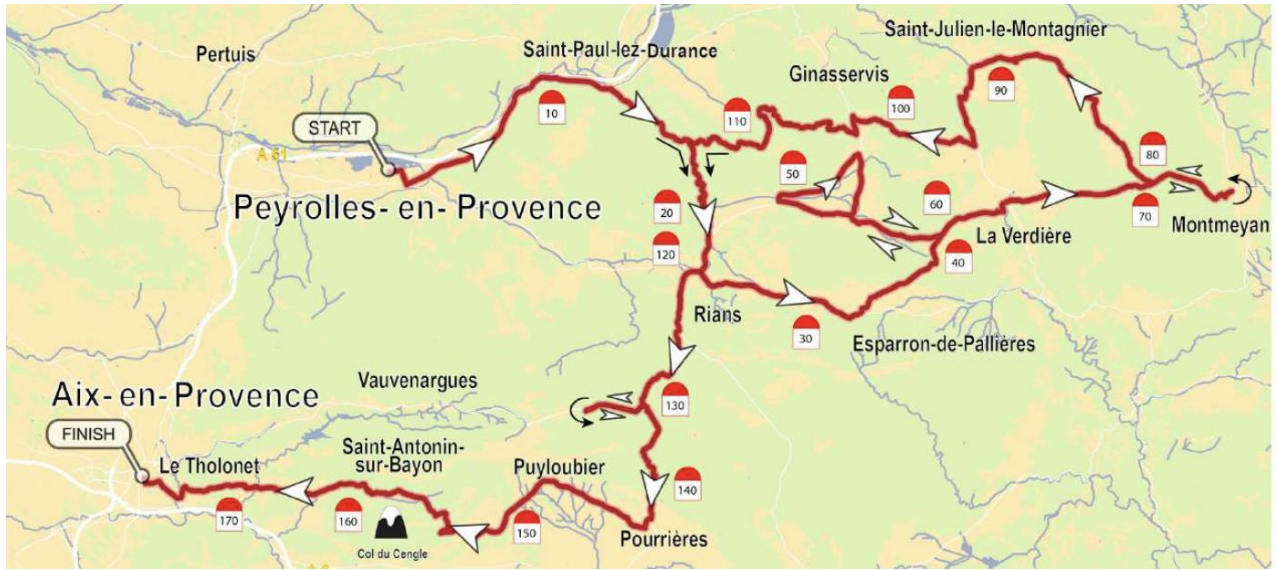 Pertuis
Saint-Paul-lez-Durance
Saint-Julien-le-Montagnier
Ginasservis
START
A 51
10
110
100
90
Peyrolles- en- Provence
50
80
20
60
70
Montmeyan
120
La Verdière
40
Rians
30
Esparron-de-Pallières
Aix- en- Provence
Vauvenargues
130
FINISH
Le Tholonet
Saint-Antonin-
sur-Bayon
Puyloubier
140
170
160
150
Pourrières
Col du Cengle